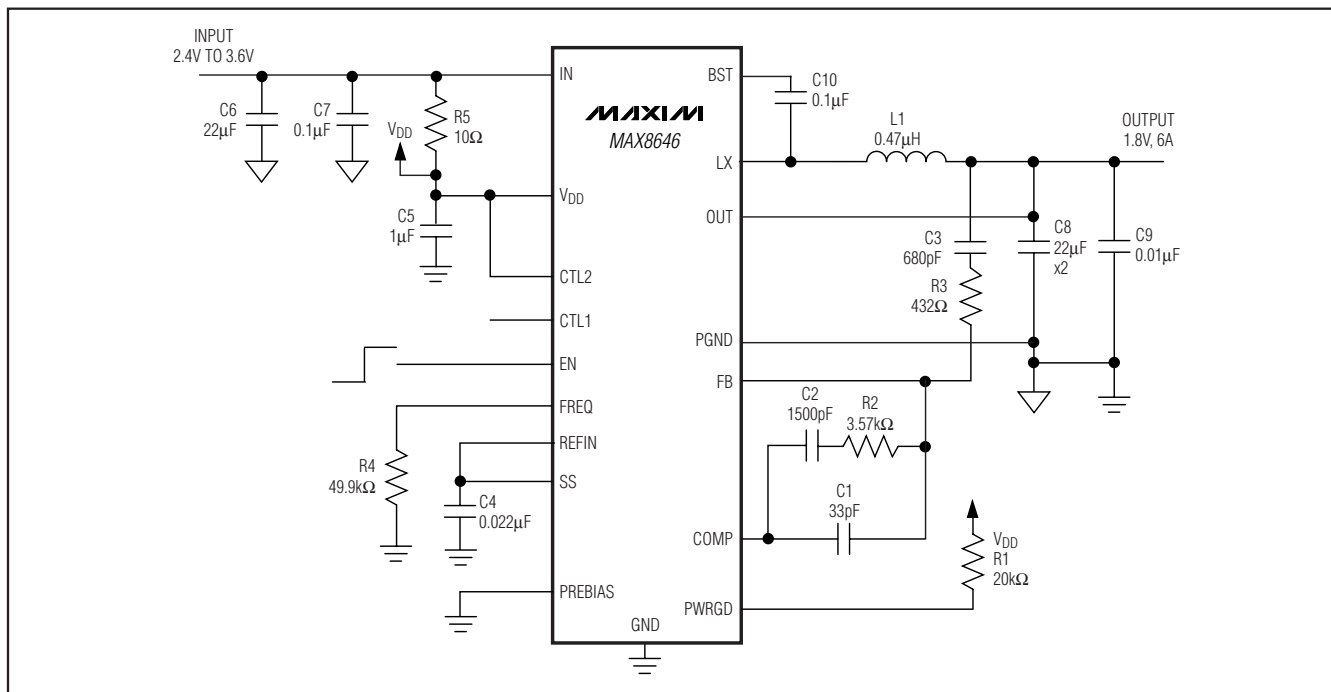 INPUT
2.4V TO 3.6V
C6
22μF
C7
0.1μF
R5
10Ω
VDD
C5
1μF
R4
49.9kΩ
C4
0.022μF
IN
VDD
CTL2
CTL1
EN
FREQ
REFIN
SS
PREBIAS
MAXIM
MAX8646
GND
BST
LX
OUT
PGND
FB
COMP
PWRGD
C10
0.1μF
L1
0.47μH
OUTPUT
1.8V, 6A
C3
680pF
R3
432Ω
C8
22μF
x2
C9
0.01μF
C2
1500pF
R2
3.57kΩ
C1
33pF
VDD
R1
20kΩ